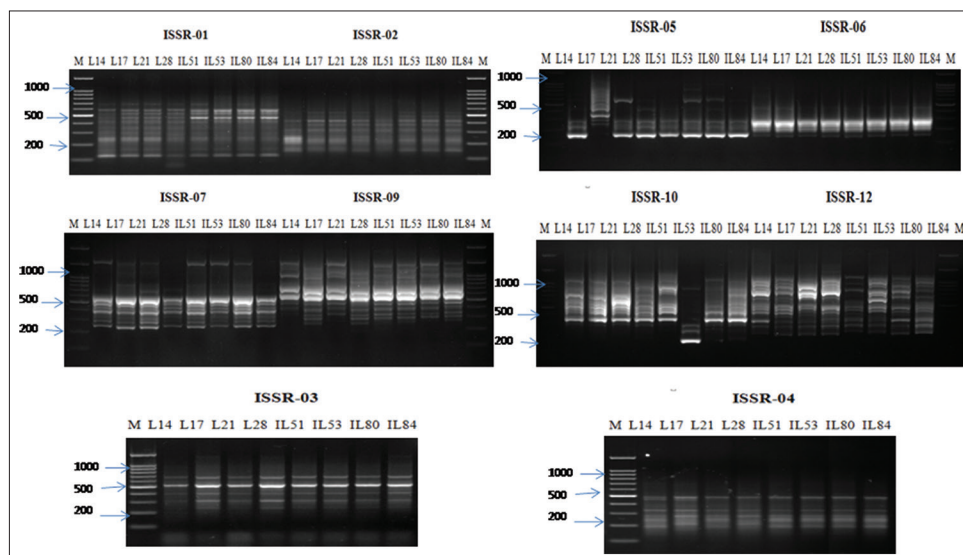 ISSR-01 ISSR-02
M L14 L17 L21 L28 IL51 IL53 IL80 IL84 L14 L17 L21 L28 IL51 IL53 IL80 IL84 M
1000
500
200
ISSR-05 ISSR-06
M L14 L17 L21 L28 IL51 IL53 IL80 IL84 L14 L17 L21 L28 IL51 IL53 IL80 IL84 M
1000
500
200
ISSR-07 ISSR-09
M L14 L17 L21 L28 IL51 IL53 IL80 IL84 L14 L17 L21 L28 IL51 IL53 IL80 IL84 M
1000
500
200
ISSR-10 ISSR-12
M L14 L17 L21 L28 IL51 IL53 IL80 IL84 L14 L17 L21 L28 IL51 IL53 IL80 IL84 M
1000
500
200
ISSR-03
M L14 L17 L21 L28 IL51 IL53 IL80 IL84
1000
500
200
ISSR-04
M L14 L17 L21 L28 IL51 IL53 IL80 IL84
1000
500
200